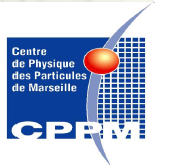 Centre
de Physique
des Particules
de Marseille
CPPM